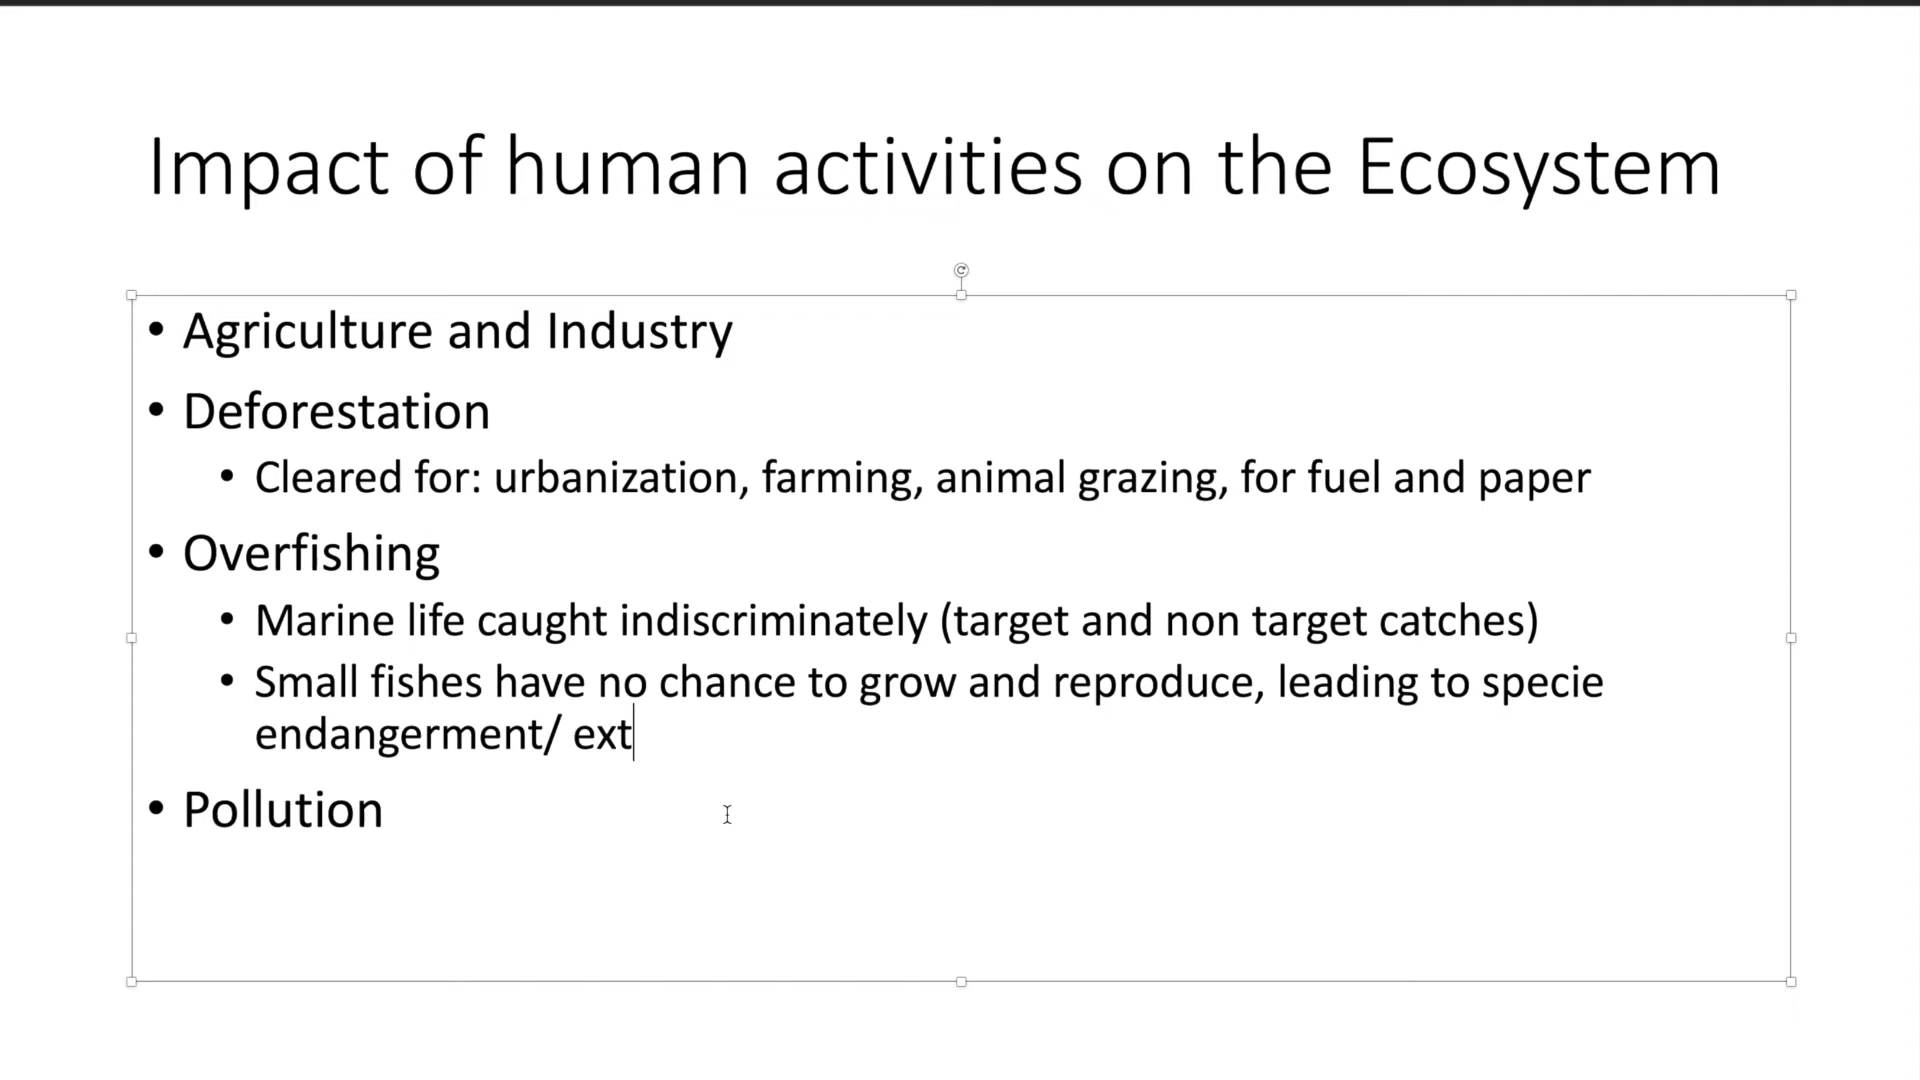 Impact of human activities on the Ecosystem
• Agriculture and Industry
• Deforestation
• Cleared for: urbanization, farming, animal grazing, for fuel and paper
• Overfishing
• Marine life caught indiscriminately (target and non target catches)
• Small fishes have no chance to grow and reproduce, leading to specie
endangerment/ ext
• Pollution